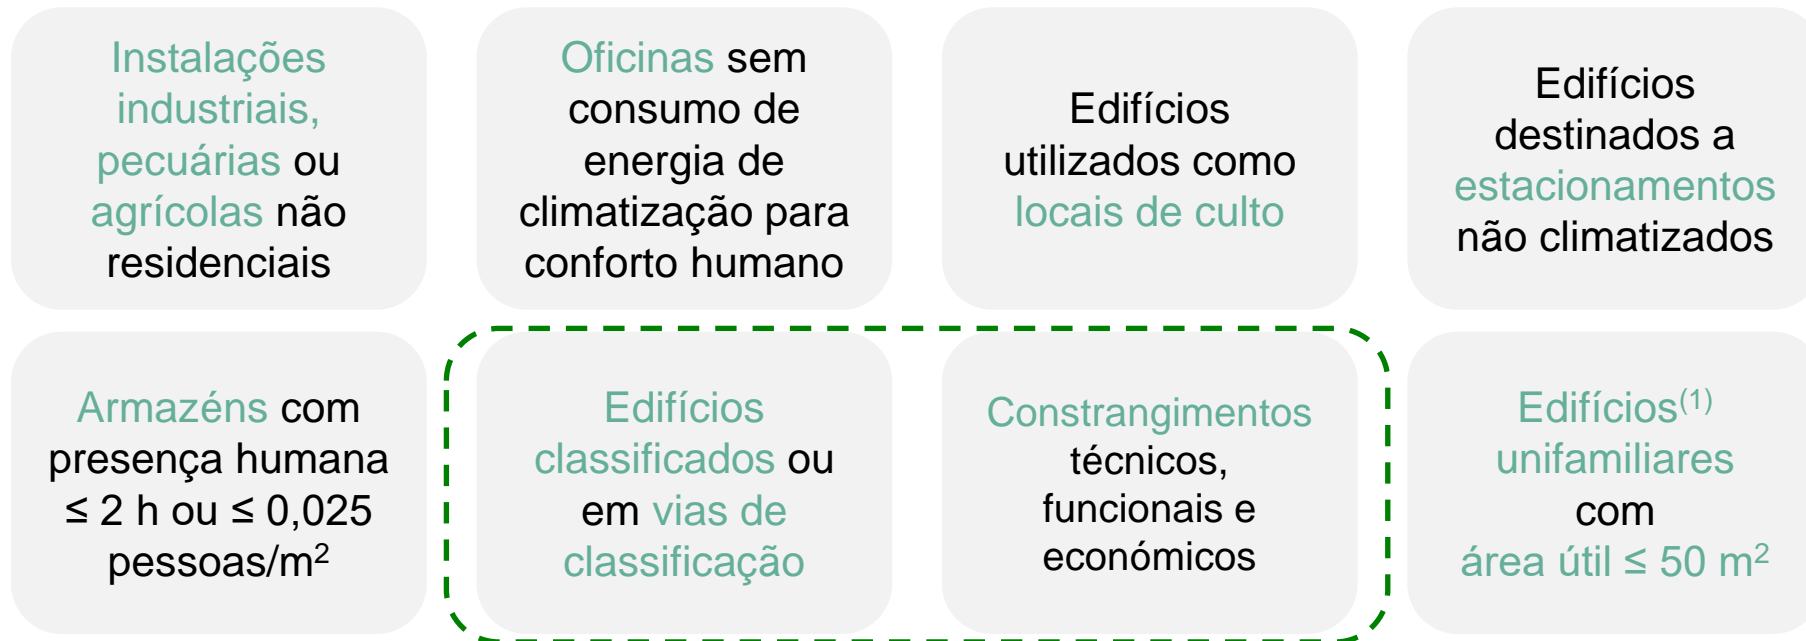 Instalações
industriais,
pecuárias ou
agrícolas não
residenciais
Oficinas sem
consumo de
energia de
climatização para
conforto humano
Edifícios
utilizados como
locais de culto
Edifícios
destinados a
estacionamentos
não climatizados
Armazéns com
presença humana
≤ 2 h ou ≤ 0,025
pessoas/m²
Edifícios
classificados ou
em vias de
classificação
Constrangimentos
técnicos,
funcionais e
económicos
Edifícios⁽¹⁾
unifamiliares
com
área útil ≤ 50 m²